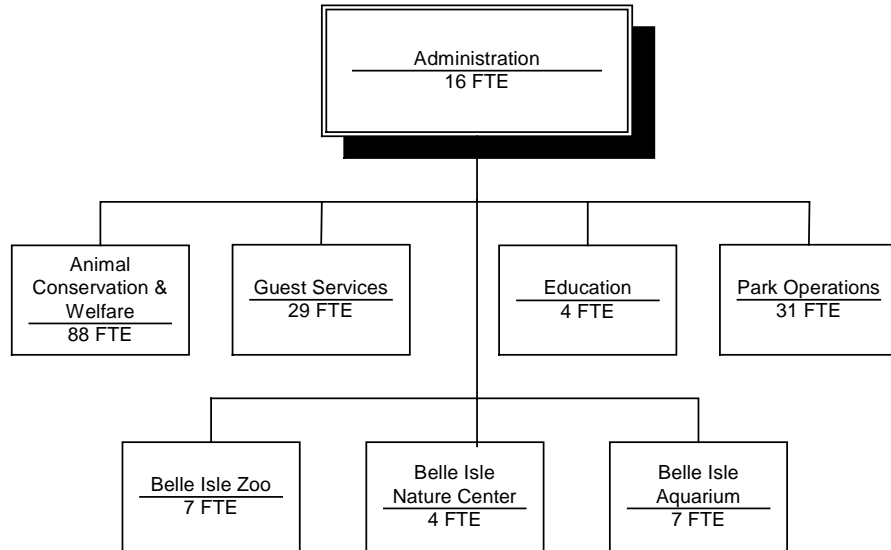 Administration
16 FTE
Animal
Conservation &
Welfare
88 FTE
Guest Services
29 FTE
Education
4 FTE
Park Operations
31 FTE
Belle Isle Zoo
7 FTE
Belle Isle
Nature Center
4 FTE
Belle Isle
Aquarium
7 FTE